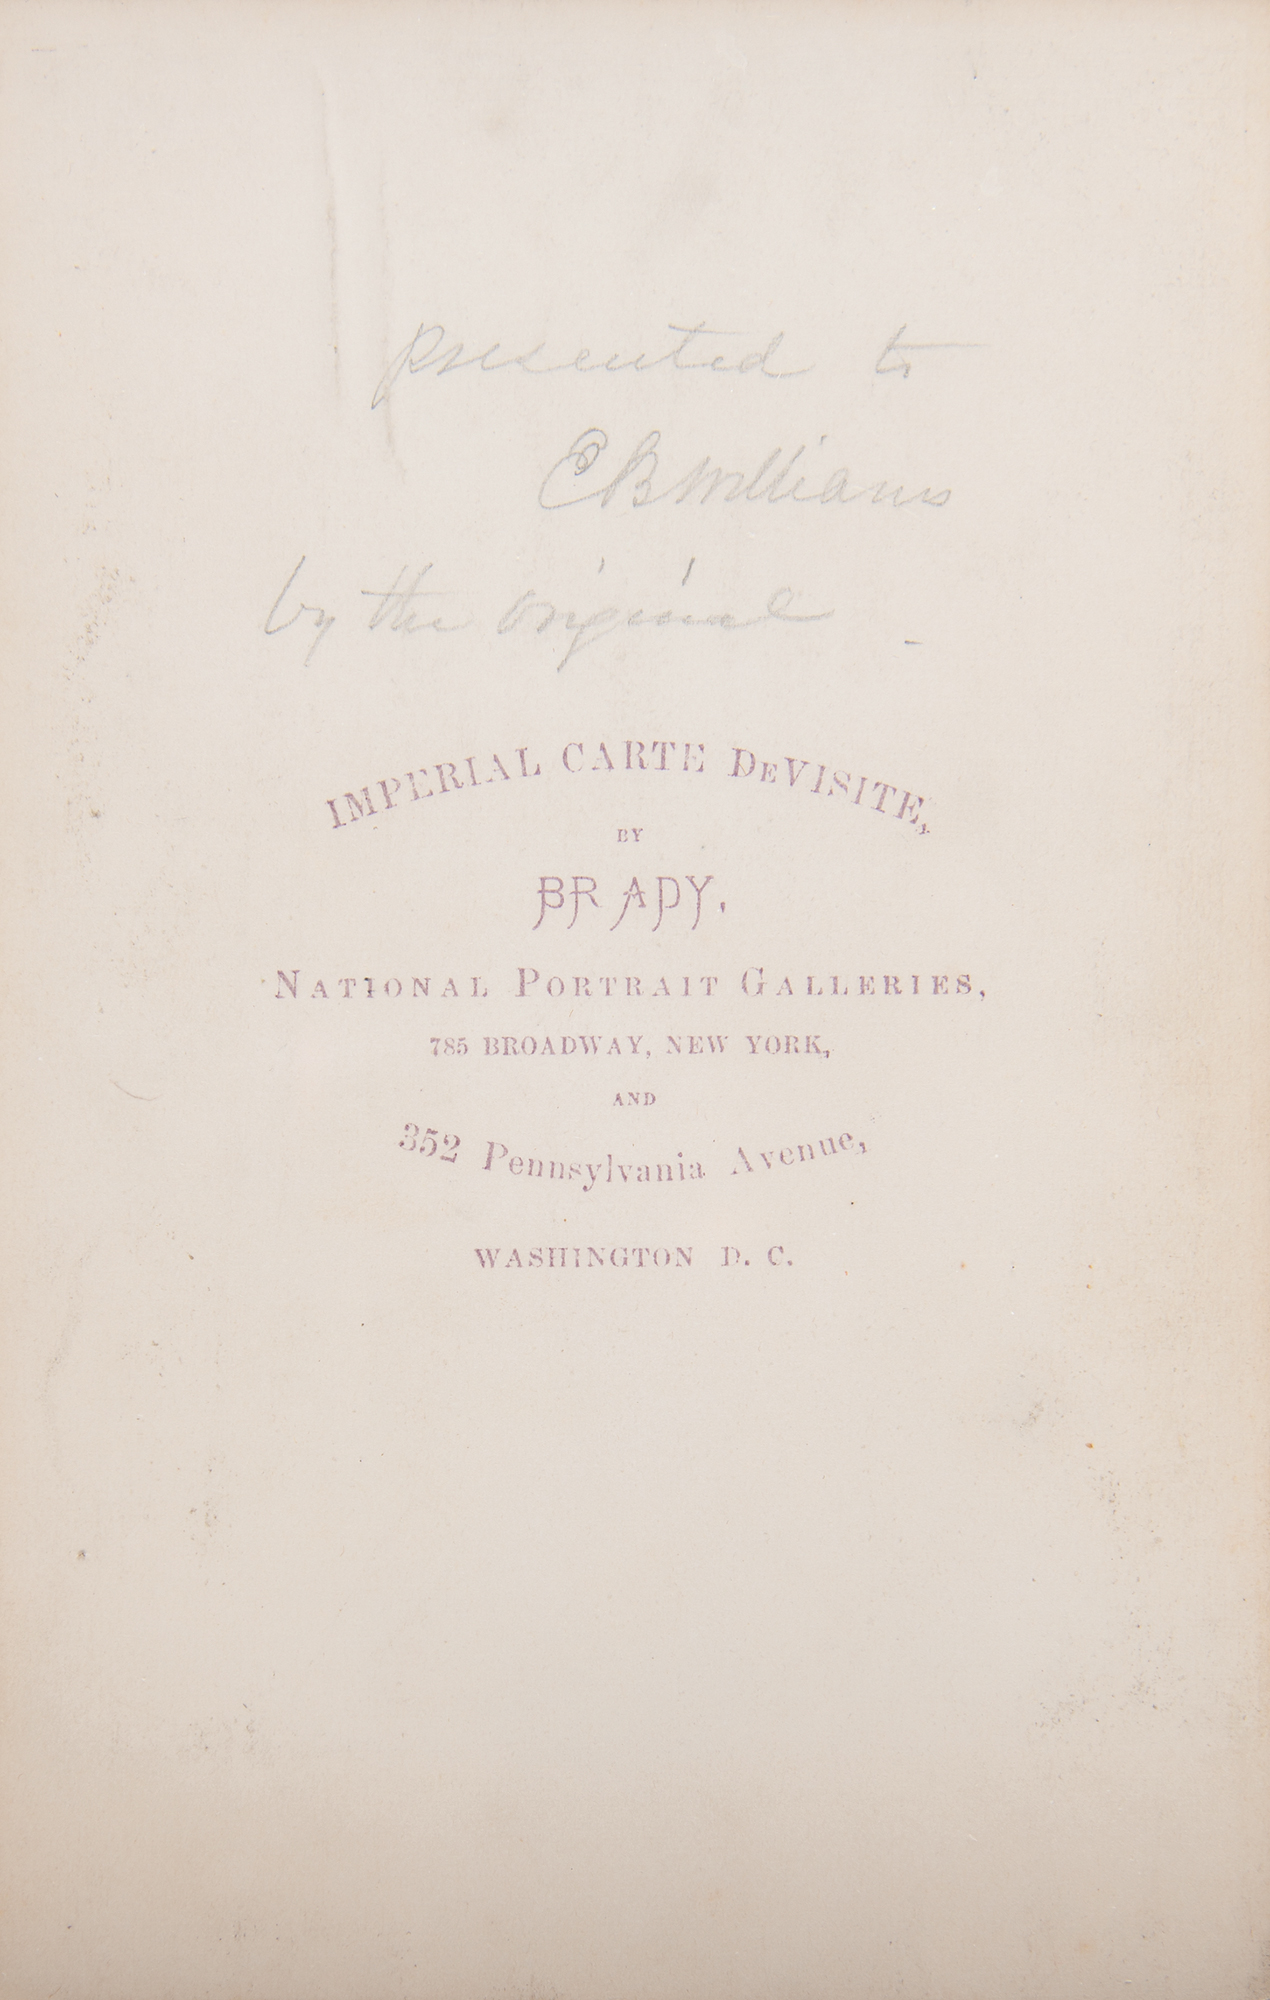 presented to
E B Williams
by the original
IMPERIAL CARTE DEVISITE,
BY
BRADY,
NATIONAL PORTRAIT GALLERIES,
785 BROADWAY, NEW YORK,
AND
352 Pennsylvania Avenue,
WASHINGTON D. C.